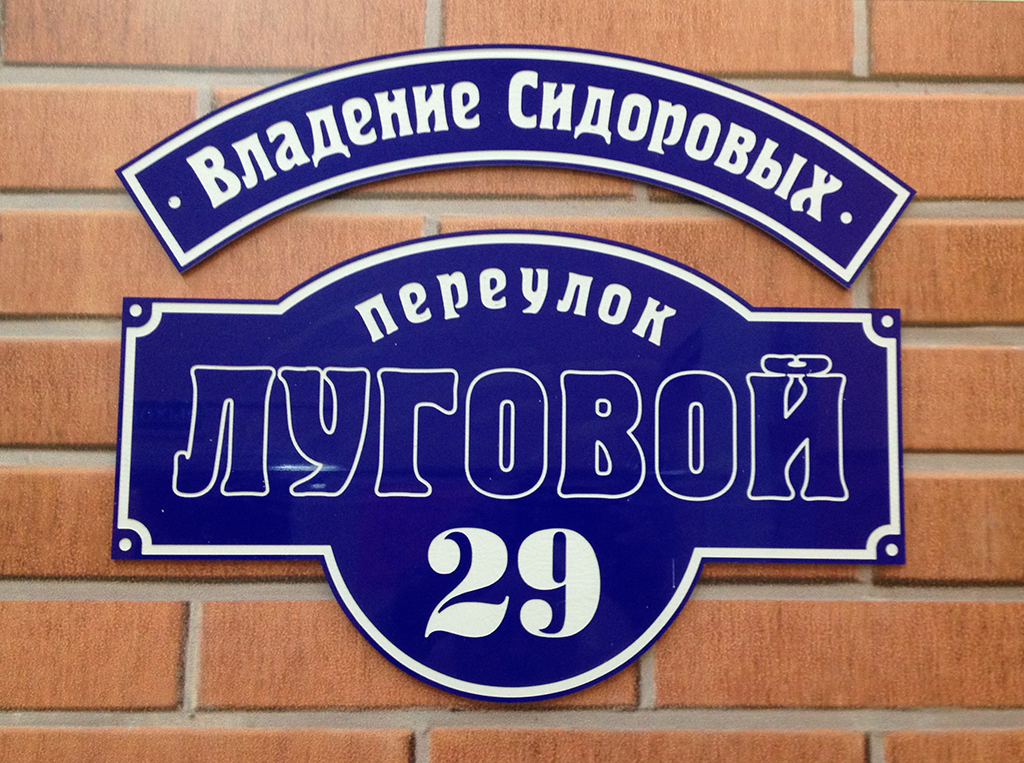 Владение Сидоровых
переулок
ЛУГОВОЙ
29